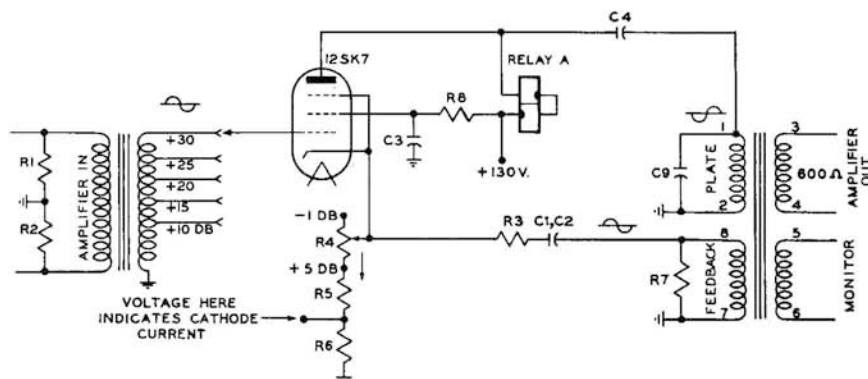 C4
12SK7
RELAY A
R8
C3
+130V.
+30
+25
+20
+15
+10 DB
R1
R2
AMPLIFIER IN
-1 DB
R4
+5 DB
R5
R6
VOLTAGE HERE
INDICATES CATHODE
CURRENT
R3
C1,C2
R7
C9
1
PLATE
2
3
600 Ω
4
AMPLIFIER
OUT
8
FEEDBACK
7
5
MONITOR
6